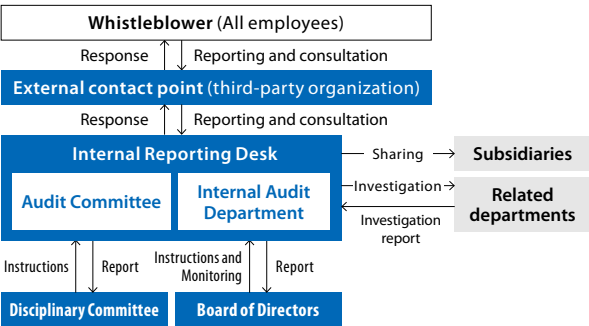 Whistleblower (All employees)
Response
Reporting and consultation
External contact point (third-party organization)
Response
Reporting and consultation
Internal Reporting Desk
Audit Committee
Internal Audit
Department
Sharing
Subsidiaries
Investigation
Related
departments
Investigation
report
Instructions
Report
Instructions and
Monitoring
Report
Disciplinary Committee
Board of Directors